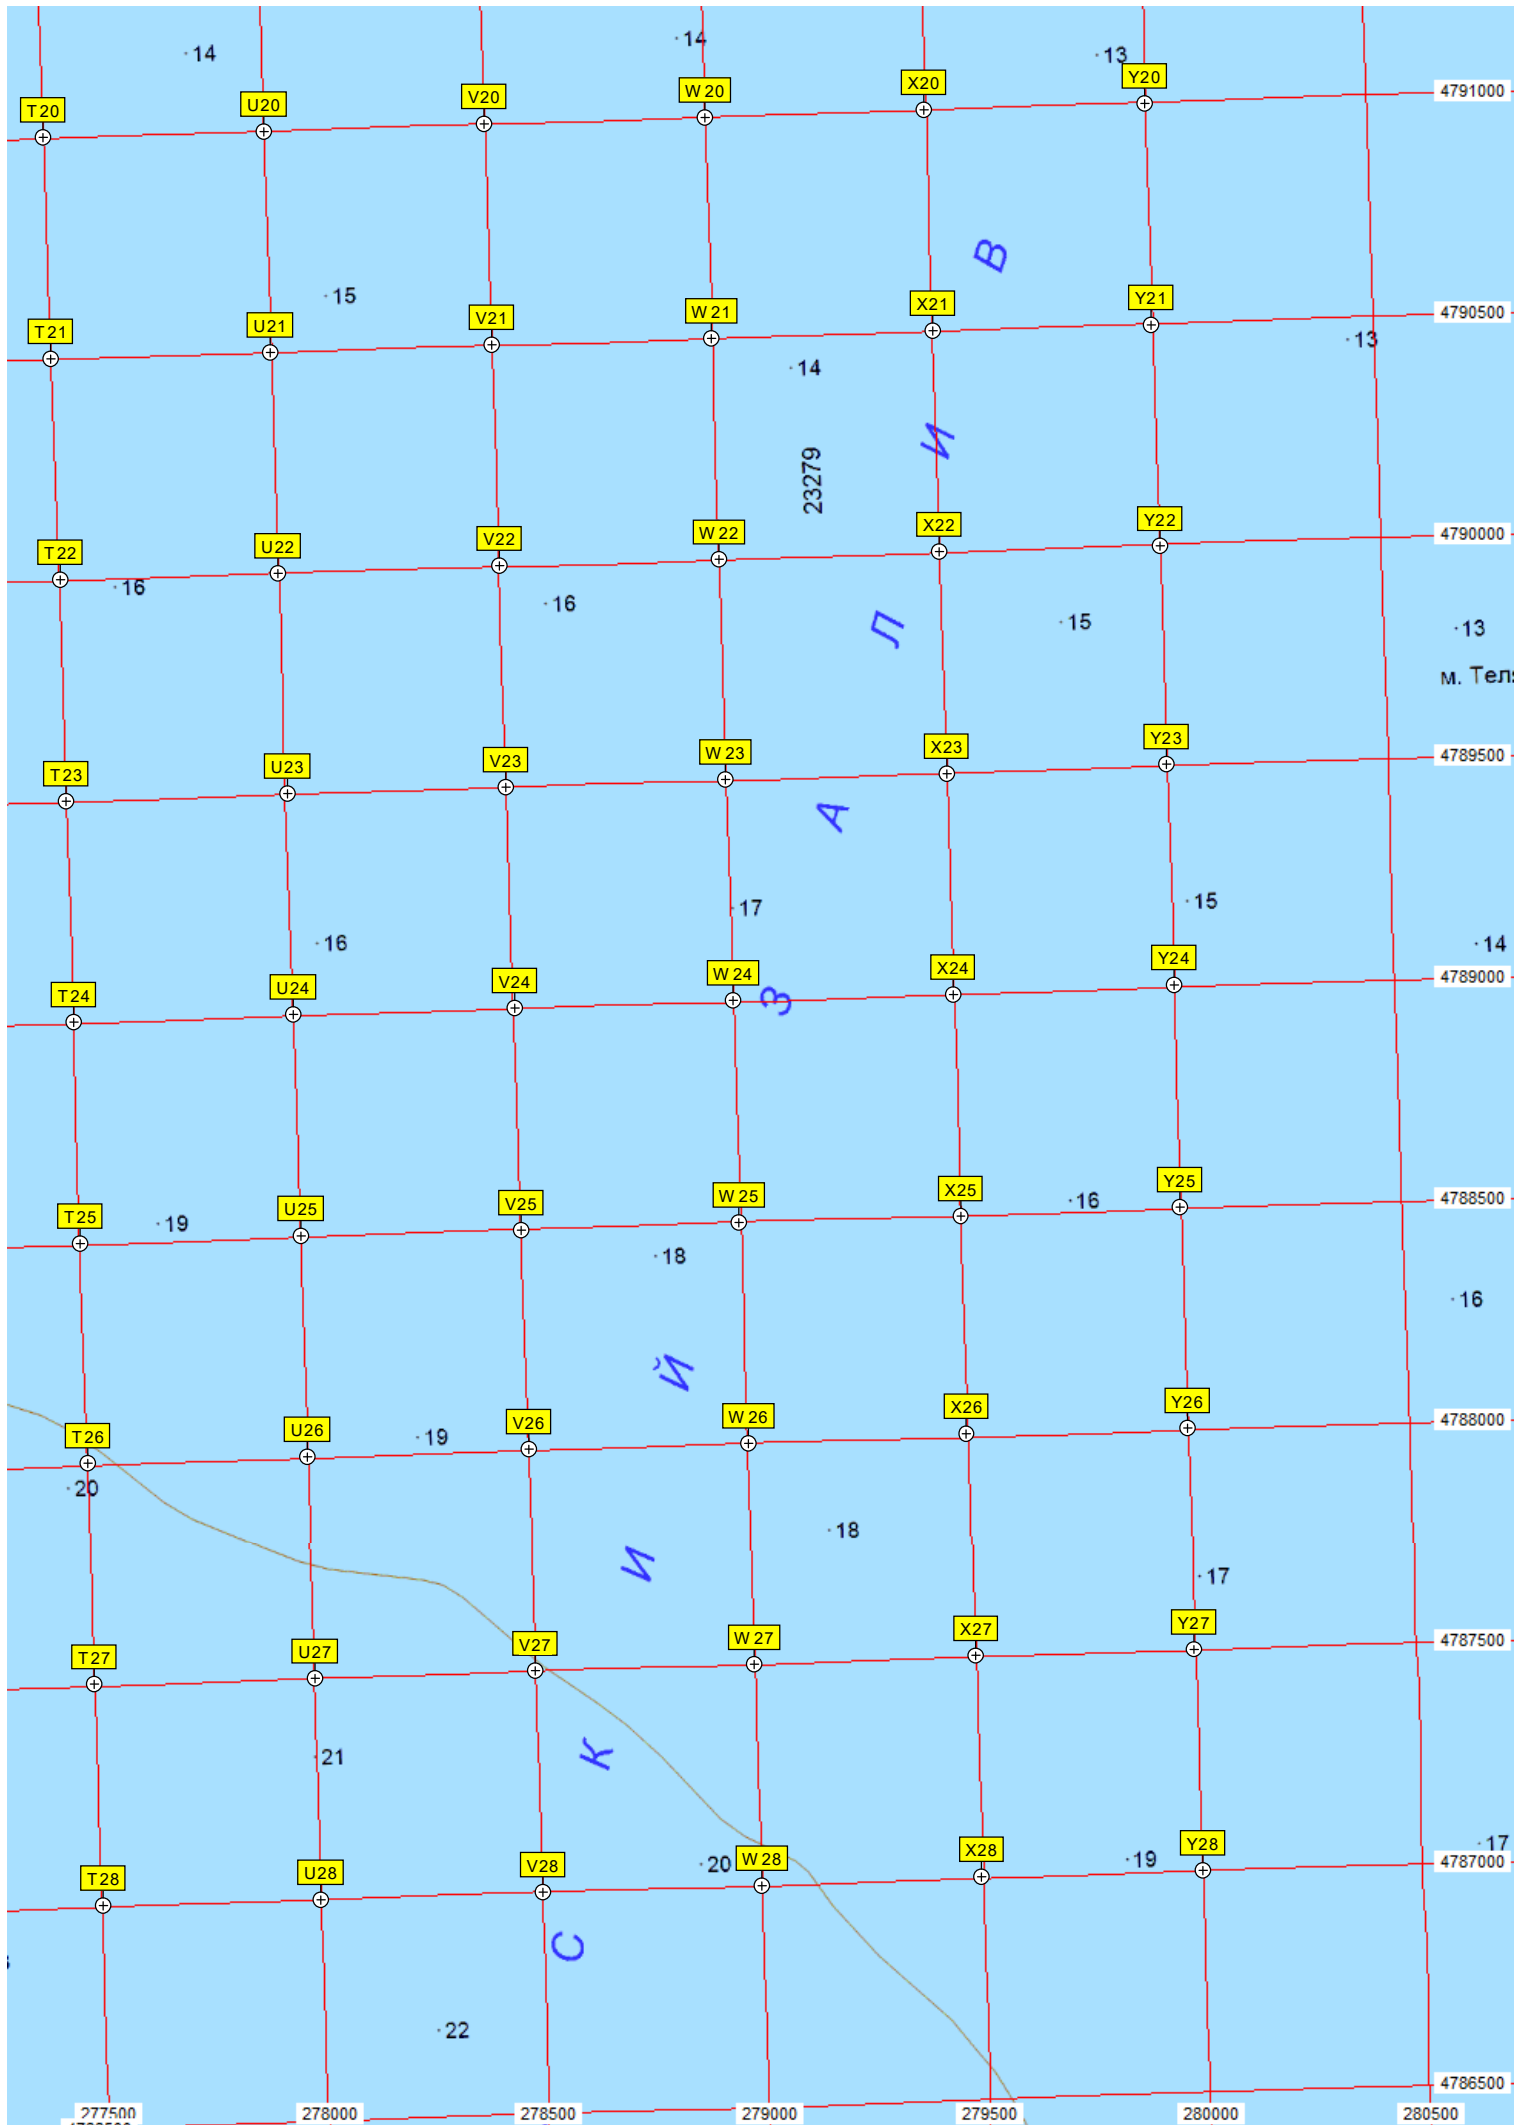 14 14 13
T20 U20 V20 W20 X20 Y20 4791000
В
15
T21 U21 V21 W21 X21 Y21 4790500
14 13
И
23279
T22 U22 V22 W22 X22 Y22 4790000
16 16 15 13
Л
м. Тел
T23 U23 V23 W23 X23 Y23 4789500
А
17 15
16 14
T24 U24 V24 W24 X24 Y24 4789000
З
T25 U25 V25 W25 X25 Y25 4788500
19 18 16
16
Й
T26 U26 V26 W26 X26 Y26 4788000
19
20
18
И
17
T27 U27 V27 W27 X27 Y27 4787500
21
К
T28 U28 V28 W28 X28 Y28 4787000
20 19 17
С
22
4786500
277500 278000 278500 279000 279500 280000 280500